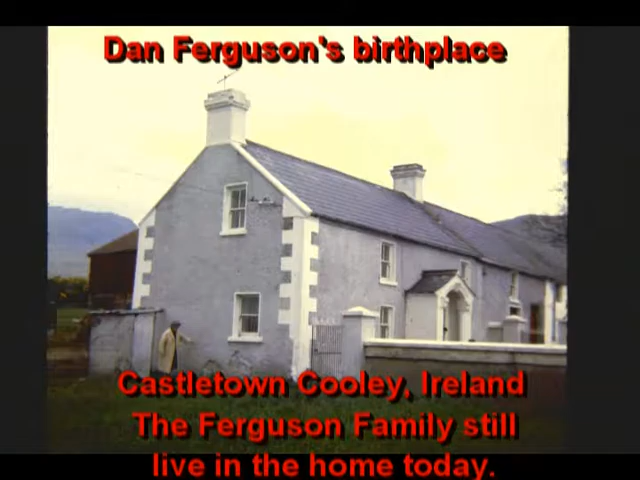 Dan Ferguson's birthplace
Castletown Cooley, Ireland
The Ferguson Family still
live in the home today.